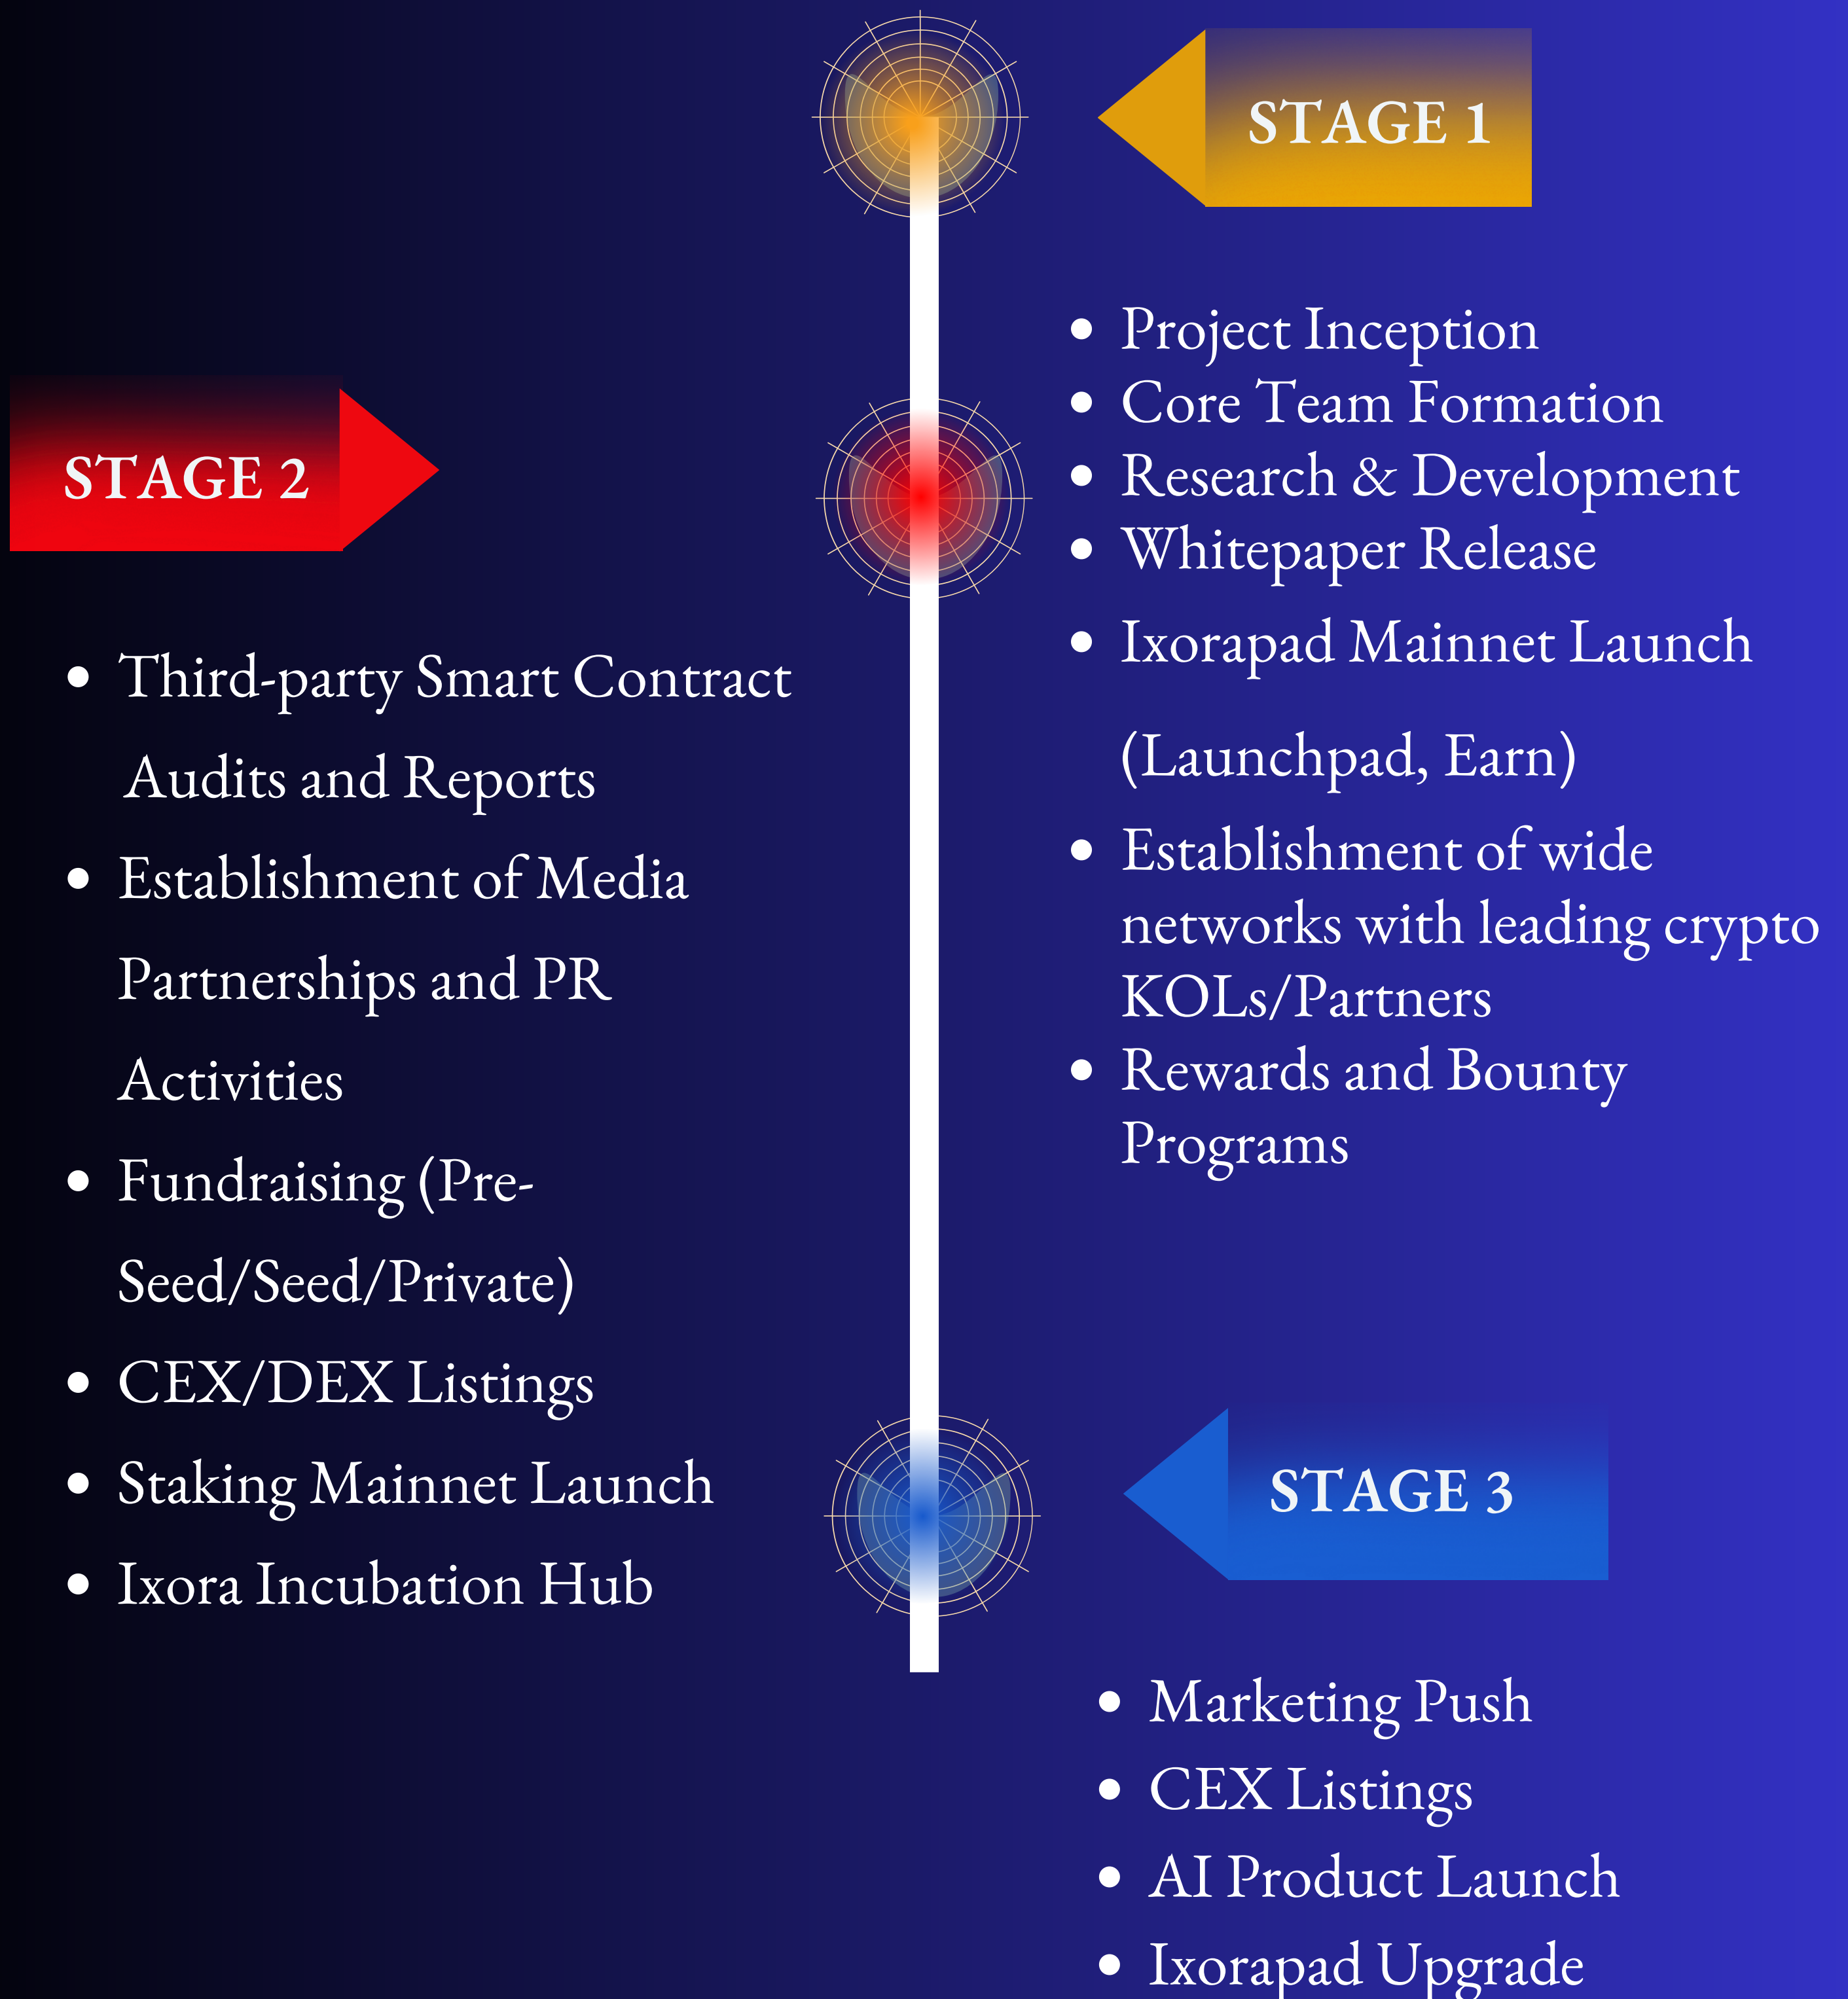 STAGE 1
• Project Inception
• Core Team Formation
• Research & Development
• Whitepaper Release
• Ixorapad Mainnet Launch
(Launchpad, Earn)
• Establishment of wide
networks with leading crypto
KOLs/Partners
• Rewards and Bounty
Programs
STAGE 2
• Third-party Smart Contract
Audits and Reports
• Establishment of Media
Partnerships and PR
Activities
• Fundraising (Pre-
Seed/Seed/Private)
• CEX/DEX Listings
• Staking Mainnet Launch
• Ixora Incubation Hub
STAGE 3
• Marketing Push
• CEX Listings
• AI Product Launch
• Ixorapad Upgrade